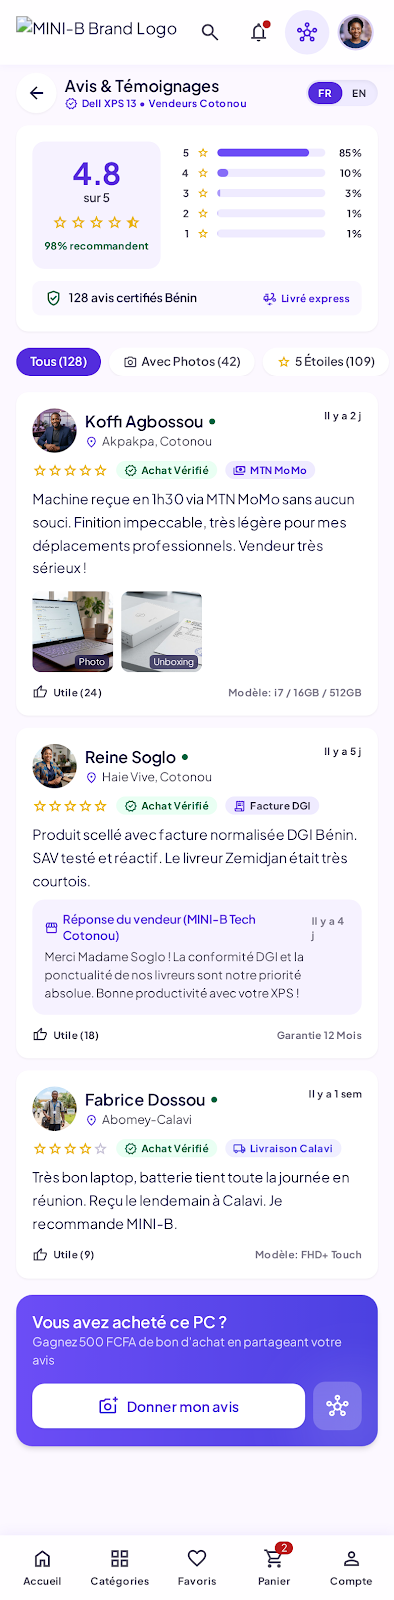 MINI-B Brand Logo
Avis & Témoignages
Dell XPS 13 • Vendeurs Cotonou
FR EN
4.8
sur 5
98% recommandent
5 85%
4 10%
3 3%
2 1%
1 1%
128 avis certifiés Bénin
Livré express
Tous (128)
Avec Photos (42)
5 Étoiles (109)
Koffi Agbossou
Il y a 2 j
Akpakpa, Cotonou
Achat Vérifié
MTN MoMo
Machine reçue en 1h30 via MTN MoMo sans aucun
souci. Finition impeccable, très légère pour mes
déplacements professionnels. Vendeur très
sérieux !
Photo
Unboxing
Utile (24)
Modèle: i7 / 16GB / 512GB
Reine Soglo
Il y a 5 j
Haie Vive, Cotonou
Achat Vérifié
Facture DGI
Produit scellé avec facture normalisée DGI Bénin.
SAV testé et réactif. Le livreur Zemidjan était très
courtois.
Réponse du vendeur (MINI-B Tech
Cotonou)
Il y a 4
j
Merci Madame Soglo ! La conformité DGI et la
ponctualité de nos livreurs sont notre priorité
absolue. Bonne productivité avec votre XPS !
Utile (18)
Garantie 12 Mois
Fabrice Dossou
Il y a 1 sem
Abomey-Calavi
Achat Vérifié
Livraison Calavi
Très bon laptop, batterie tient toute la journée en
réunion. Reçu le lendemain à Calavi. Je
recommande MINI-B.
Utile (9)
Modèle: FHD+ Touch
Vous avez acheté ce PC ?
Gagnez 500 FCFA de bon d'achat en partageant votre
avis
Donner mon avis
2
Accueil
Catégories
Favoris
Panier
Compte